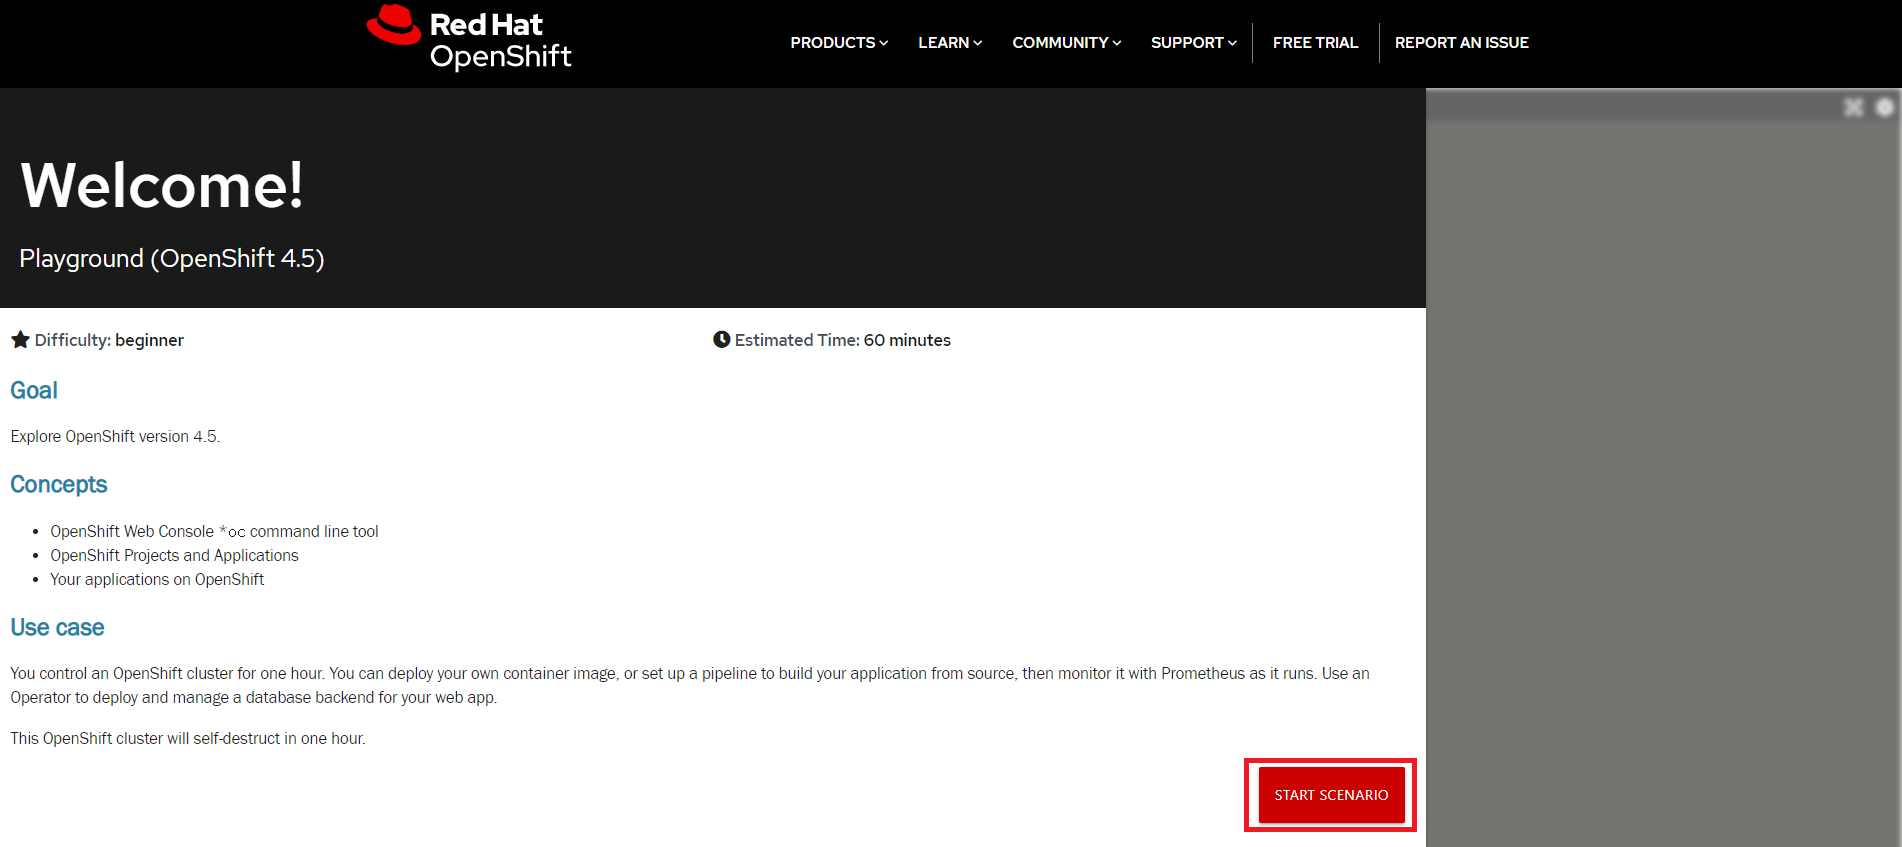 Red Hat
OpenShift
PRODUCTS
LEARN
COMMUNITY
SUPPORT
FREE TRIAL
REPORT AN ISSUE
Welcome!
Playground (OpenShift 4.5)
Difficulty: beginner
Estimated Time: 60 minutes
Goal
Explore OpenShift version 4.5.
Concepts
• OpenShift Web Console *oc command line tool
• OpenShift Projects and Applications
• Your applications on OpenShift
Use case
You control an OpenShift cluster for one hour. You can deploy your own container image, or set up a pipeline to build your application from source, then monitor it with Prometheus as it runs. Use an
Operator to deploy and manage a database backend for your web app.
This OpenShift cluster will self-destruct in one hour.
START SCENARIO